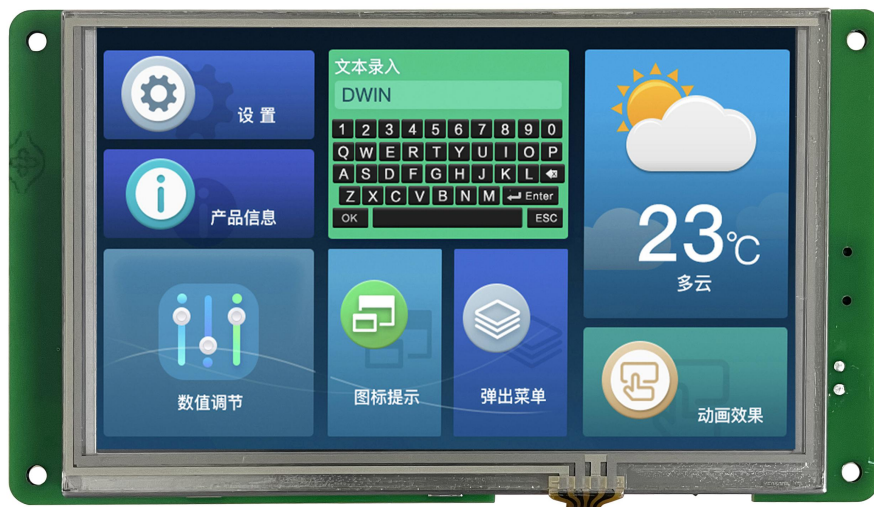 设置
产品信息
数值调节
文本录入
DWIN
1 2 3 4 5 6 7 8 9 0
Q W E R T Y U I O P
A S D F G H J K L
Z X C V B N M Enter
OK ESC
图标提示
弹出菜单
23℃
多云
动画效果